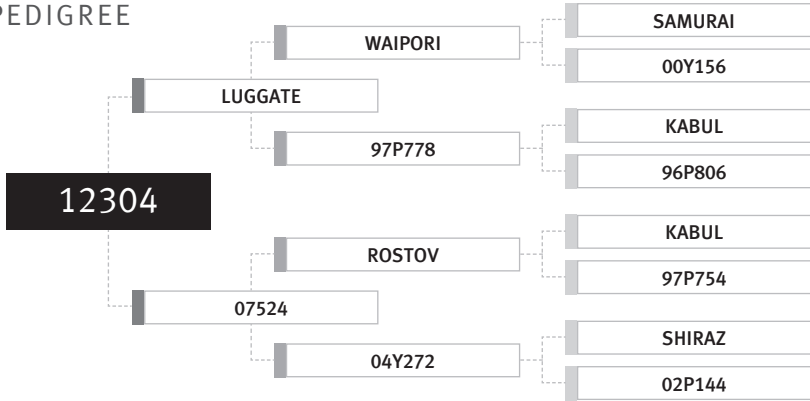 PEDIGREE
SAMURAI
WAIPORI
00Y156
LUGGATE
KABUL
97P778
96P806
12304
KABUL
ROSTOV
97P754
07524
SHIRAZ
04Y272
02P144